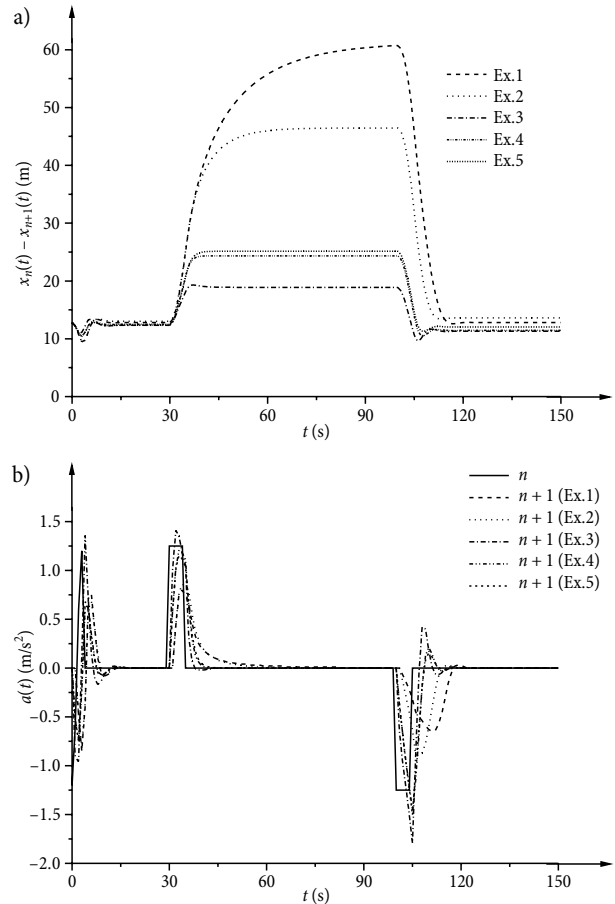 a)
60
50
40
30
20
10
0
xₙ(t) − xₙ₊₁(t) (m)
Ex.1
Ex.2
Ex.3
Ex.4
Ex.5
0 30 60 90 120 150
t (s)
b)
1.5
1.0
0.5
0.0
−0.5
−1.0
−1.5
−2.0
a(t) (m/s²)
n
n + 1 (Ex.1)
n + 1 (Ex.2)
n + 1 (Ex.3)
n + 1 (Ex.4)
n + 1 (Ex.5)
0 30 60 90 120 150
t (s)